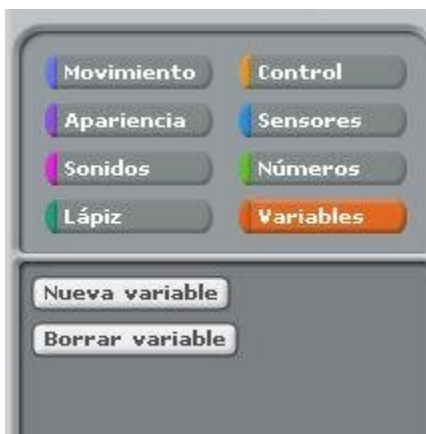 Movimiento Control
Apariencia Sensores
Sonidos Números
Lápiz Variables
Nueva variable
Borrar variable